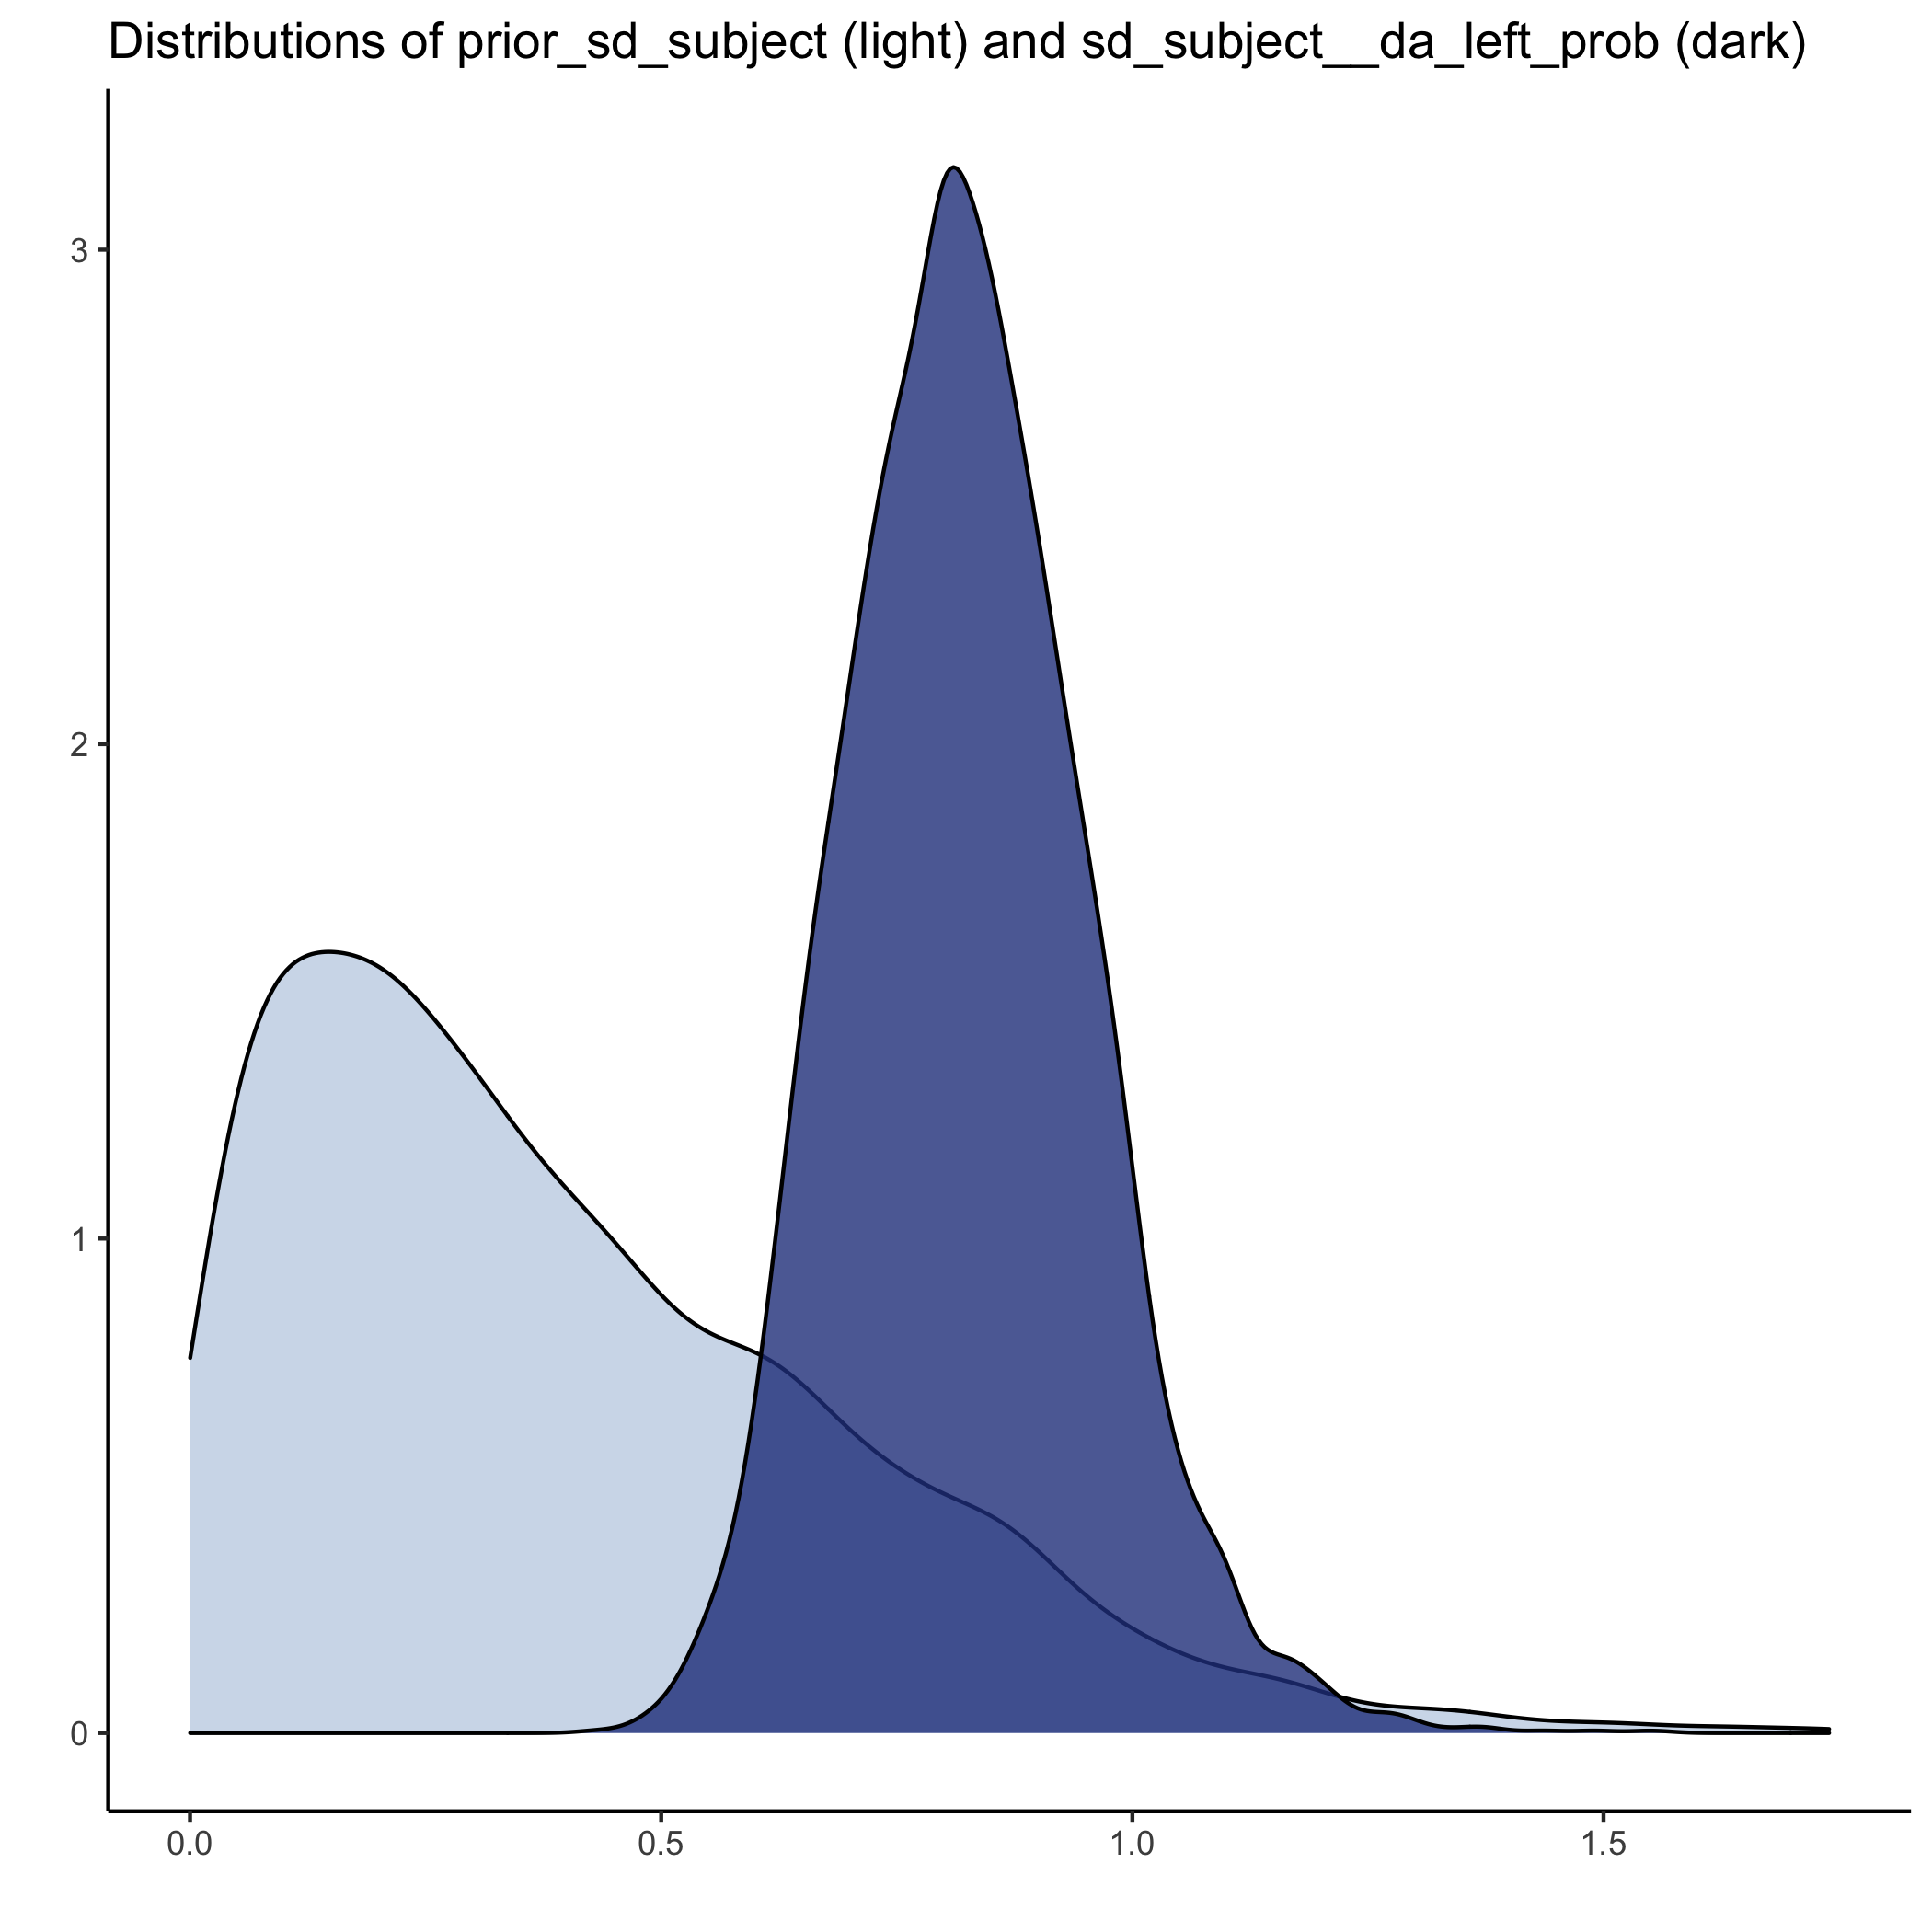 Distributions of prior_sd_subject (light) and sd_subject__da_left_prob (dark)
3
2
1
0
0.0 0.5 1.0 1.5